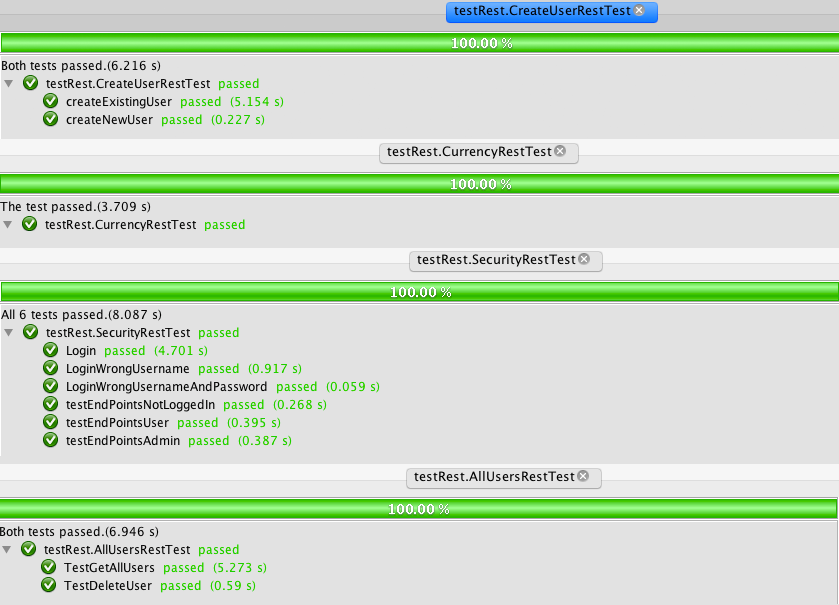 testRest.CreateUserRestTest
100.00 %
Both tests passed.(6.216 s)
testRest.CreateUserRestTest passed
createExistingUser passed (5.154 s)
createNewUser passed (0.227 s)
testRest.CurrencyRestTest
100.00 %
The test passed.(3.709 s)
testRest.CurrencyRestTest passed
testRest.SecurityRestTest
100.00 %
All 6 tests passed.(8.087 s)
testRest.SecurityRestTest passed
Login passed (4.701 s)
LoginWrongUsername passed (0.917 s)
LoginWrongUsernameAndPassword passed (0.059 s)
testEndPointsNotLoggedIn passed (0.268 s)
testEndPointsUser passed (0.395 s)
testEndPointsAdmin passed (0.387 s)
testRest.AllUsersRestTest
100.00 %
Both tests passed.(6.946 s)
testRest.AllUsersRestTest passed
TestGetAllUsers passed (5.273 s)
TestDeleteUser passed (0.59 s)